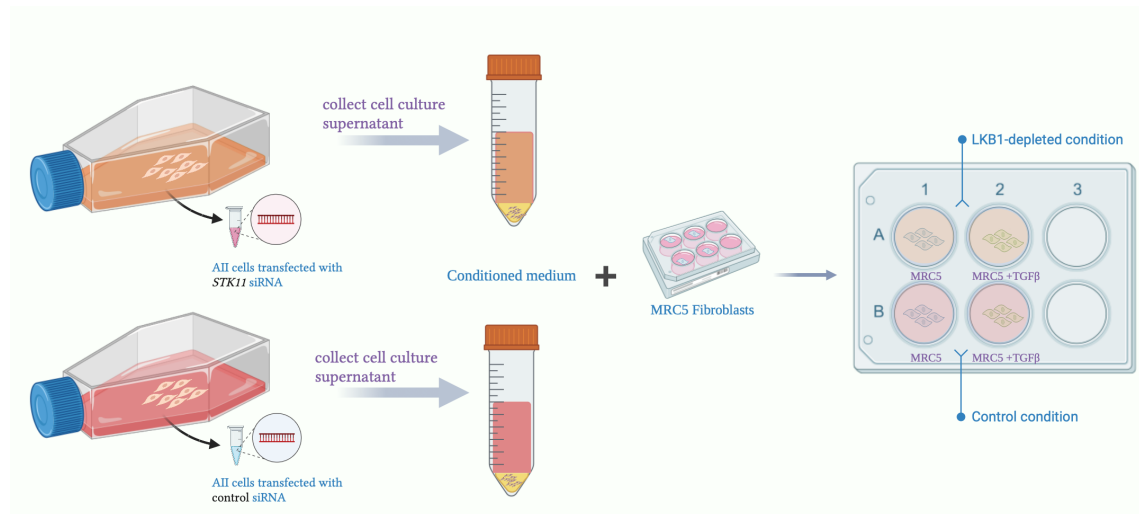 collect cell culture
supernatant
AII cells transfected with
STK11 siRNA
Conditioned medium
+
MRC5 Fibroblasts
LKB1-depleted condition
1 2 3
A
MRC5 MRC5 +TGFβ
B
MRC5 MRC5 +TGFβ
Control condition
collect cell culture
supernatant
AII cells transfected with
control siRNA